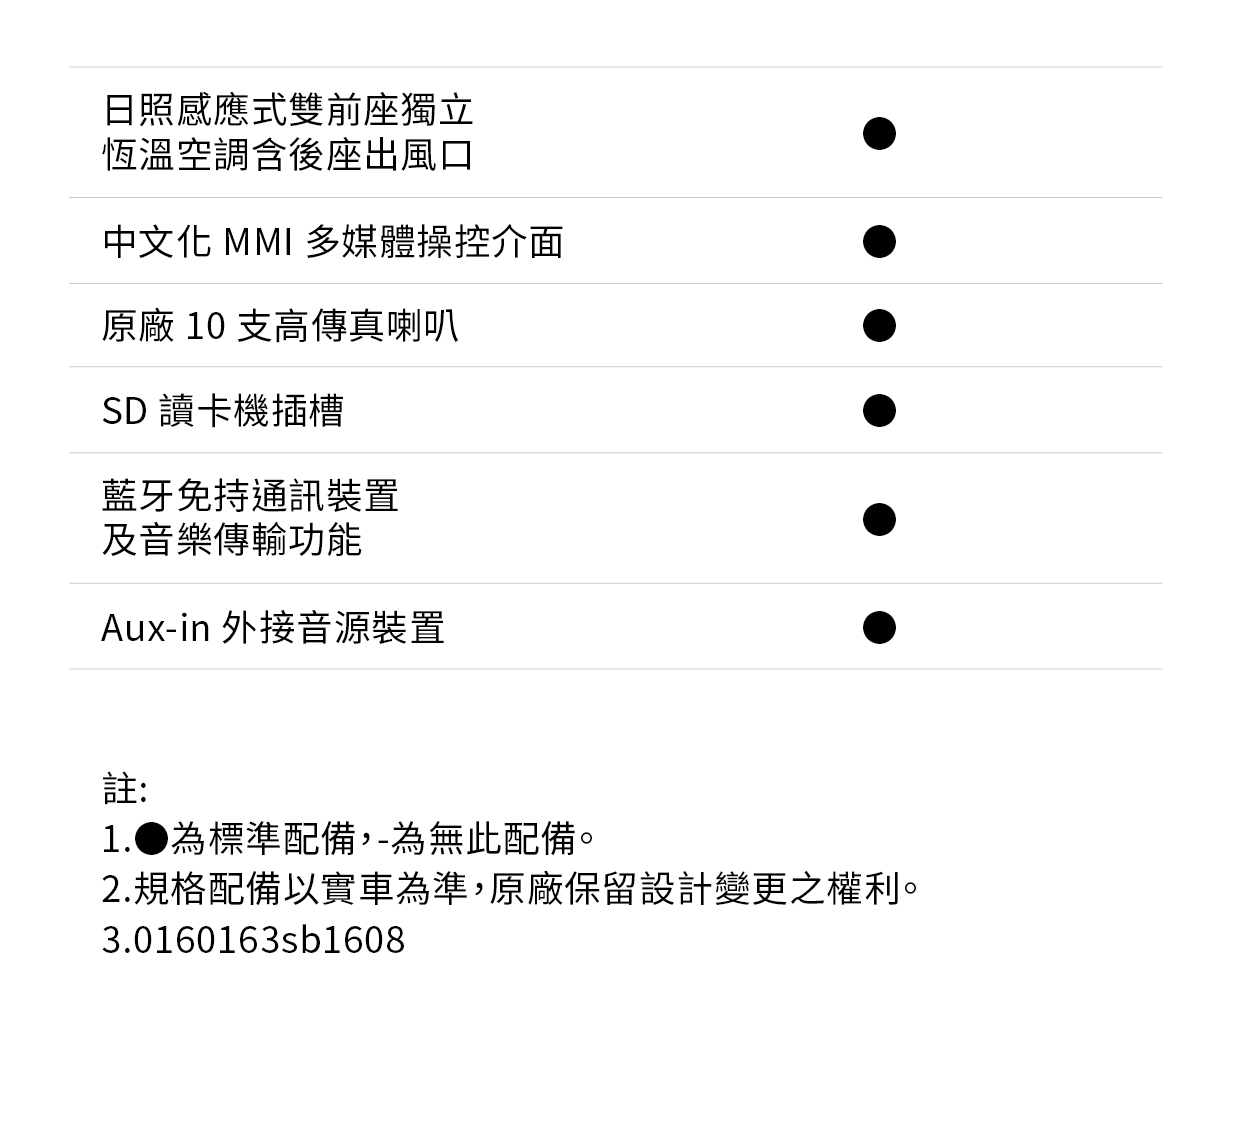 日照感應式雙前座獨立 ●
恆溫空調含後座出風口
中文化 MMI 多媒體操控介面 ●
原廠 10 支高傳真喇叭 ●
SD 讀卡機插槽 ●
藍牙免持通訊裝置 ●
及音樂傳輸功能
Aux-in 外接音源裝置 ●
註:
1.●為標準配備，-為無此配備。
2.規格配備以實車為準，原廠保留設計變更之權利。
3.0160163sb1608